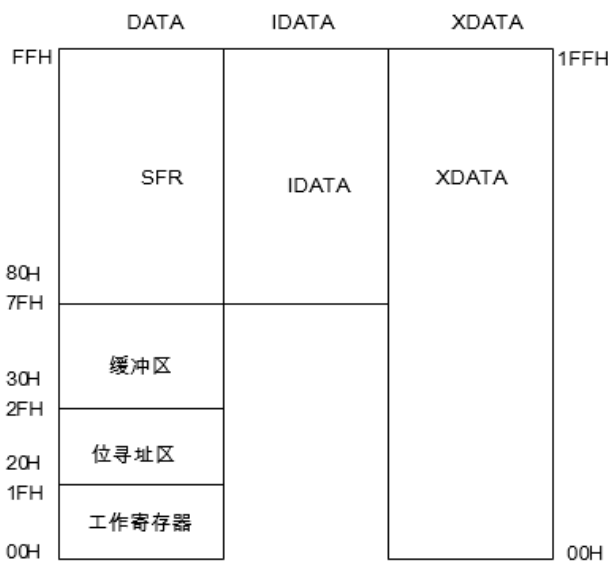 DATA IDATA XDATA
FFH 1FFH
SFR IDATA XDATA
80H
7FH
缓冲区
30H
2FH
位寻址区
20H
1FH
工作寄存器
00H 00H